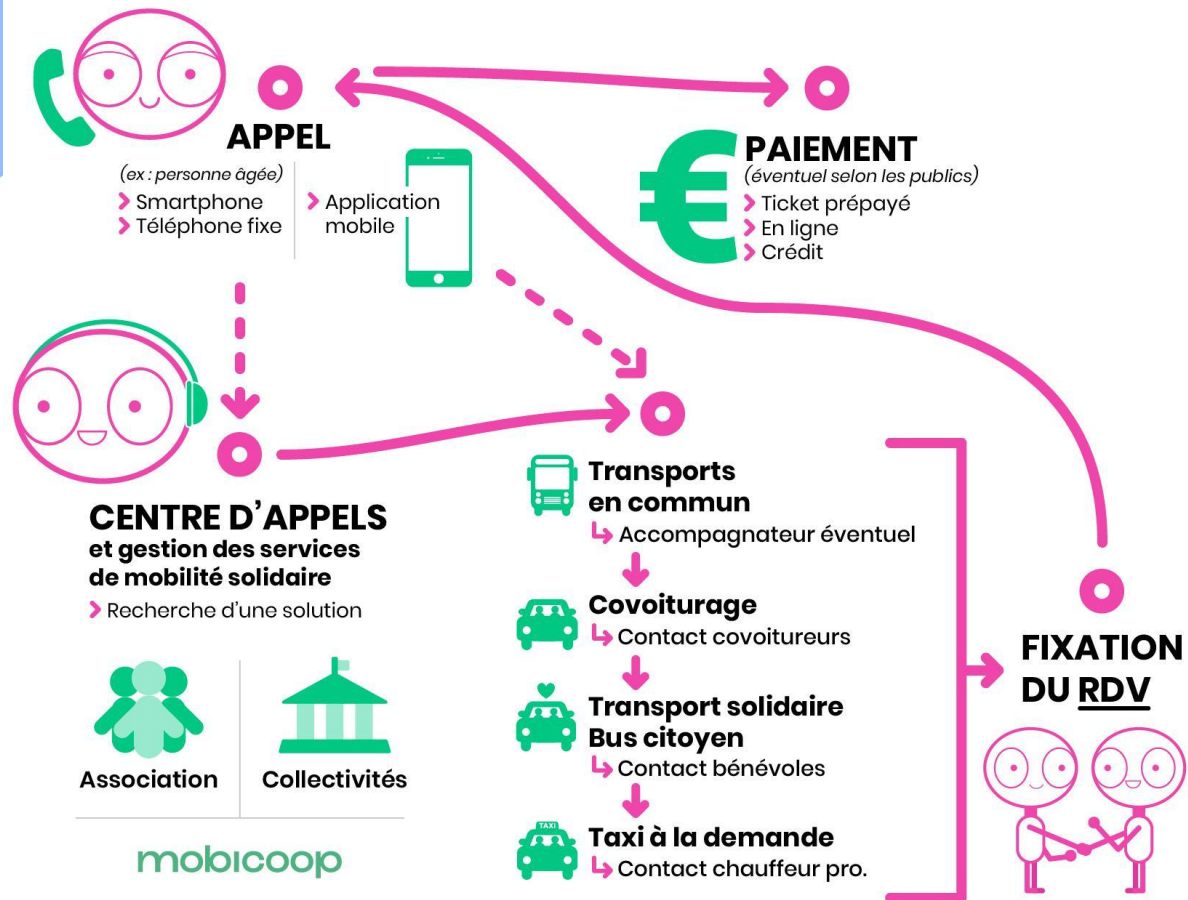 APPEL
(ex : personne âgée)
Smartphone
Téléphone fixe
Application
mobile
PAIEMENT
(éventuel selon les publics)
Ticket prépayé
En ligne
Crédit
CENTRE D’APPELS
et gestion des services
de mobilité solidaire
Recherche d’une solution
Association
Collectivités
mobicoop
Transports
en commun
Accompagnateur éventuel
Covoiturage
Contact covoitureurs
Transport solidaire
Bus citoyen
Contact bénévoles
TAXI
Taxi à la demande
Contact chauffeur pro.
FIXATION
DU RDV